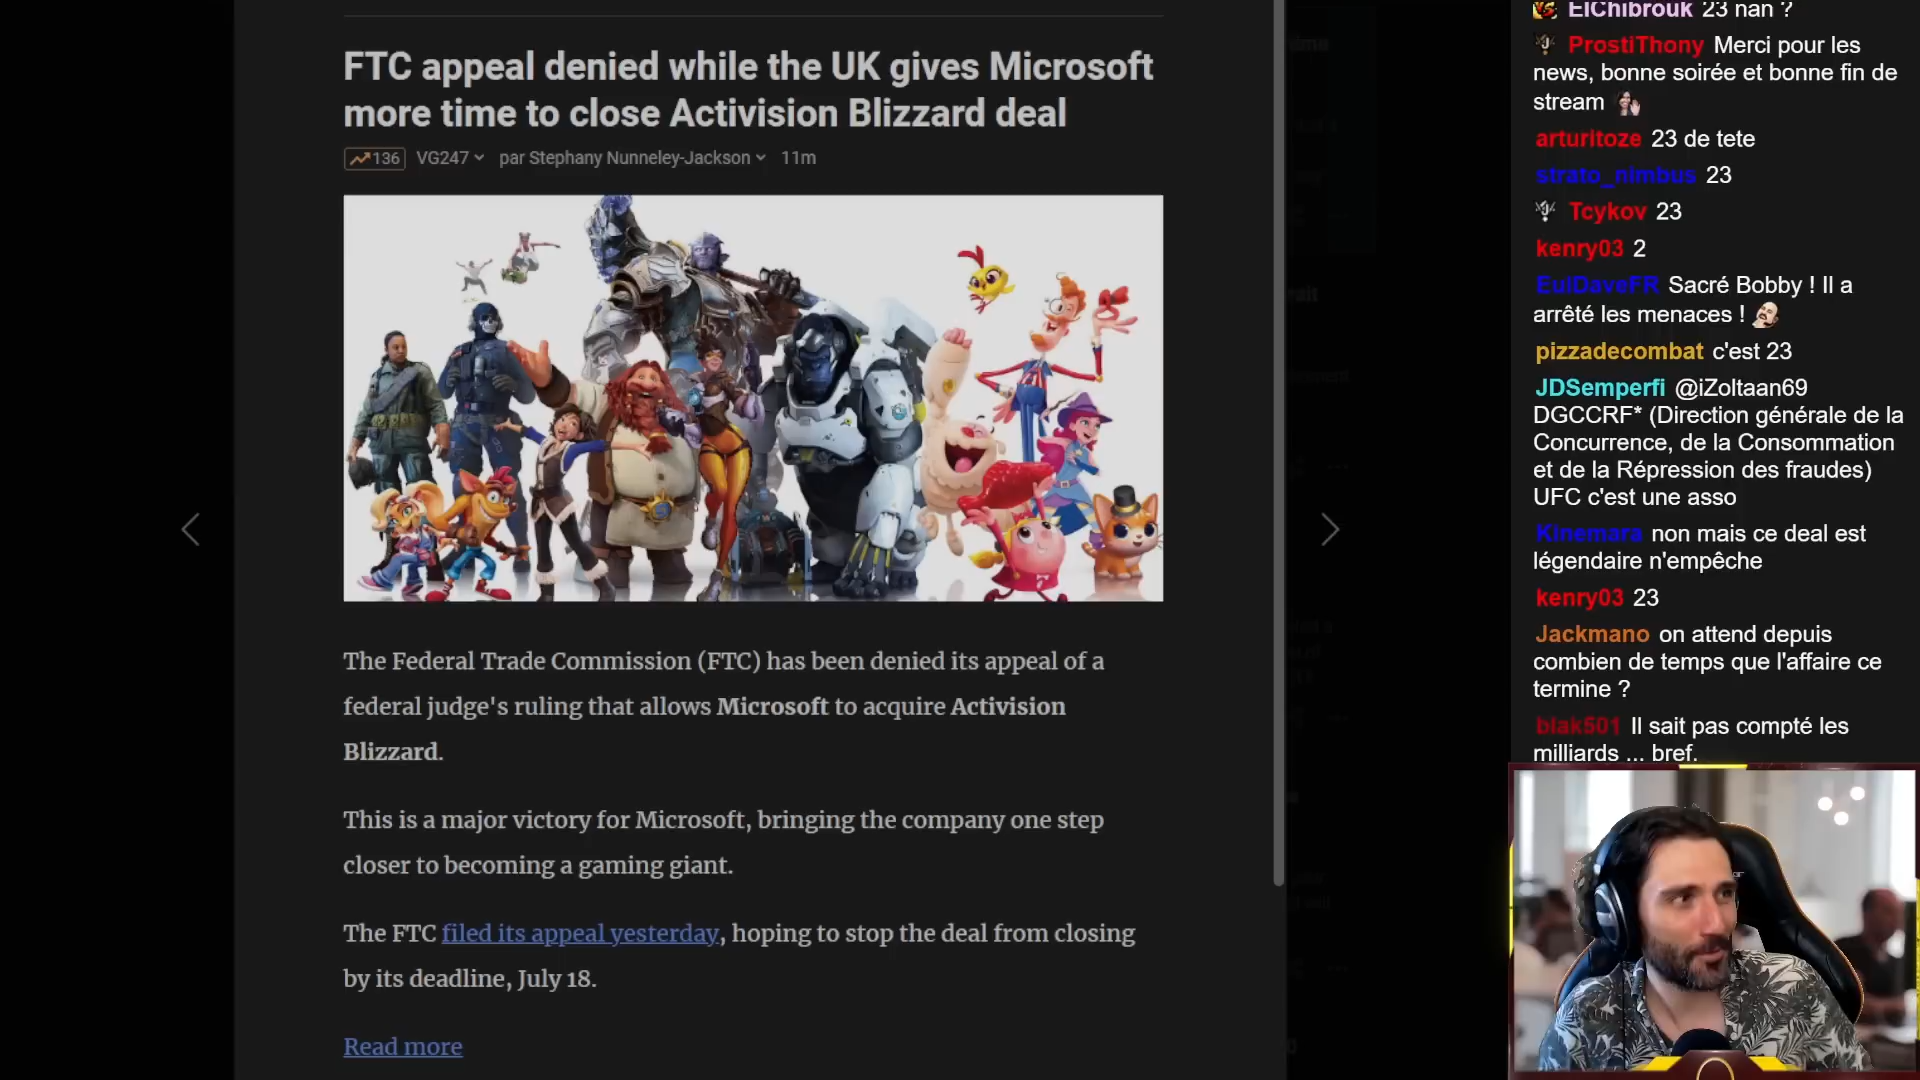 FTC appeal denied while the UK gives Microsoft
more time to close Activision Blizzard deal
136 VG247 par Stephany Nunneley-Jackson 11m
The Federal Trade Commission (FTC) has been denied its appeal of a
federal judge's ruling that allows Microsoft to acquire Activision
Blizzard.
This is a major victory for Microsoft, bringing the company one step
closer to becoming a gaming giant.
The FTC filed its appeal yesterday, hoping to stop the deal from closing
by its deadline, July 18.
Read more
ElChibrouk 23 nan ?
ProstiThony Merci pour les
news, bonne soirée et bonne fin de
stream
arturitoze 23 de tete
strato_nimbus 23
Tcykov 23
kenry03 2
EulDaveFR Sacré Bobby ! Il a
arrêté les menaces !
pizzadecombat c'est 23
JDSemperfi @iZoltaan69
DGCCRF* (Direction générale de la
Concurrence, de la Consommation
et de la Répression des fraudes)
UFC c'est une asso
Kinemara non mais ce deal est
légendaire n'empêche
kenry03 23
Jackmano on attend depuis
combien de temps que l'affaire ce
termine ?
blak501 Il sait pas compté les
milliards ... bref.